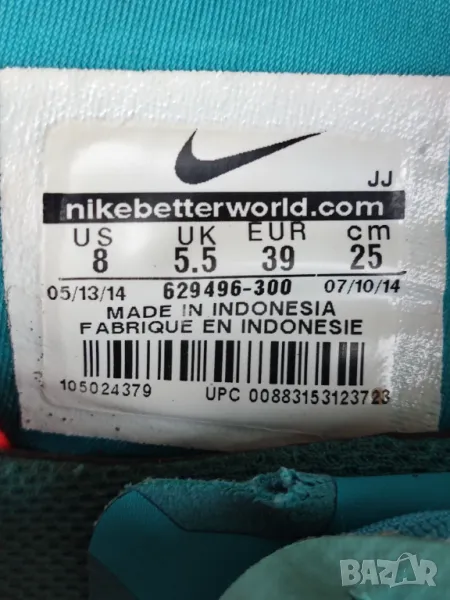 JJ
nikebetterworld.com
US UK EUR cm
8 5.5 39 25
05/13/14 629496-300 07/10/14
MADE IN INDONESIA
FABRIQUE EN INDONESIE
105024379 UPC 00883153123723
BAZAR